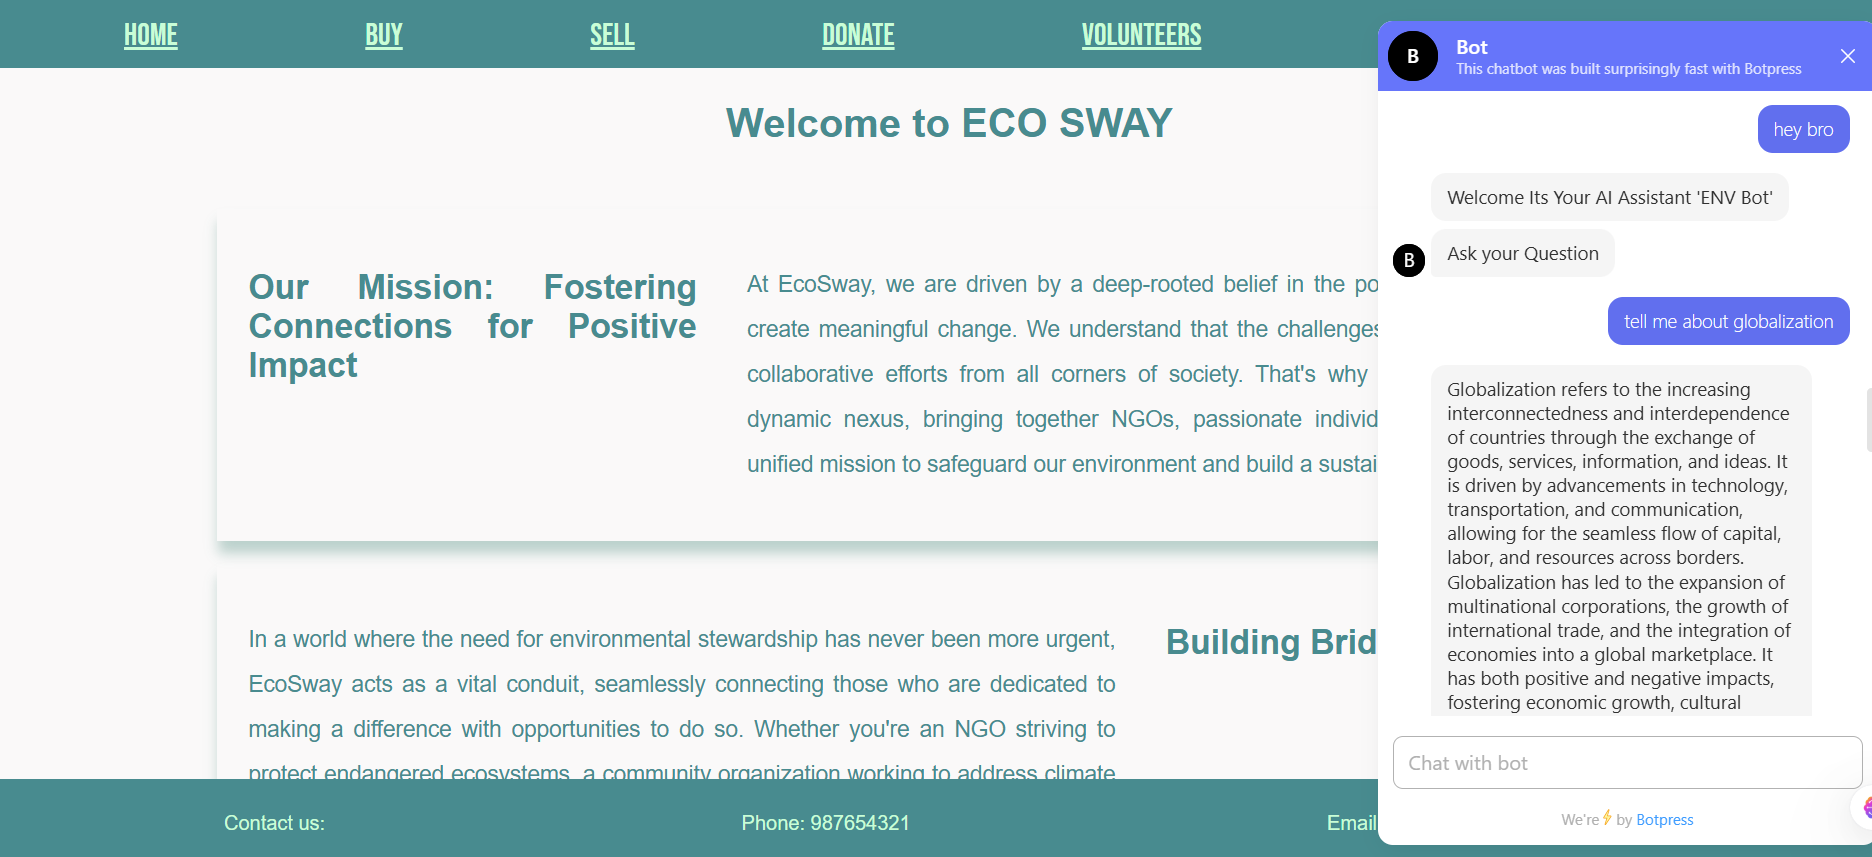 HOME BUY SELL DONATE VOLUNTEERS
Welcome to ECO SWAY
Our Mission: Fostering
Connections for Positive
Impact
At EcoSway, we are driven by a deep-rooted belief in the
create meaningful change. We understand that the challenges
collaborative efforts from all corners of society. That's why
dynamic nexus, bringing together NGOs, passionate
unified mission to safeguard our environment and build a
In a world where the need for environmental stewardship has never been more urgent,
EcoSway acts as a vital conduit, seamlessly connecting those who are dedicated to
making a difference with opportunities to do so. Whether you're an NGO striving to
protect endangered ecosystems, a community organization working to address climate
Building
Contact us:
Phone: 987654321
Email
B
Bot
This chatbot was built surprisingly fast with Botpress
hey bro
Welcome Its Your AI Assistant 'ENV Bot'
B
Ask your Question
tell me about globalization
Globalization refers to the increasing
interconnectedness and interdependence
of countries through the exchange of
goods, services, information, and ideas. It
is driven by advancements in technology,
transportation, and communication,
allowing for the seamless flow of capital,
labor, and resources across borders.
Globalization has led to the expansion of
multinational corporations, the growth of
international trade, and the integration of
economies into a global marketplace. It
has both positive and negative impacts,
fostering economic growth, cultural
Chat with bot
We're⚡by Botpress